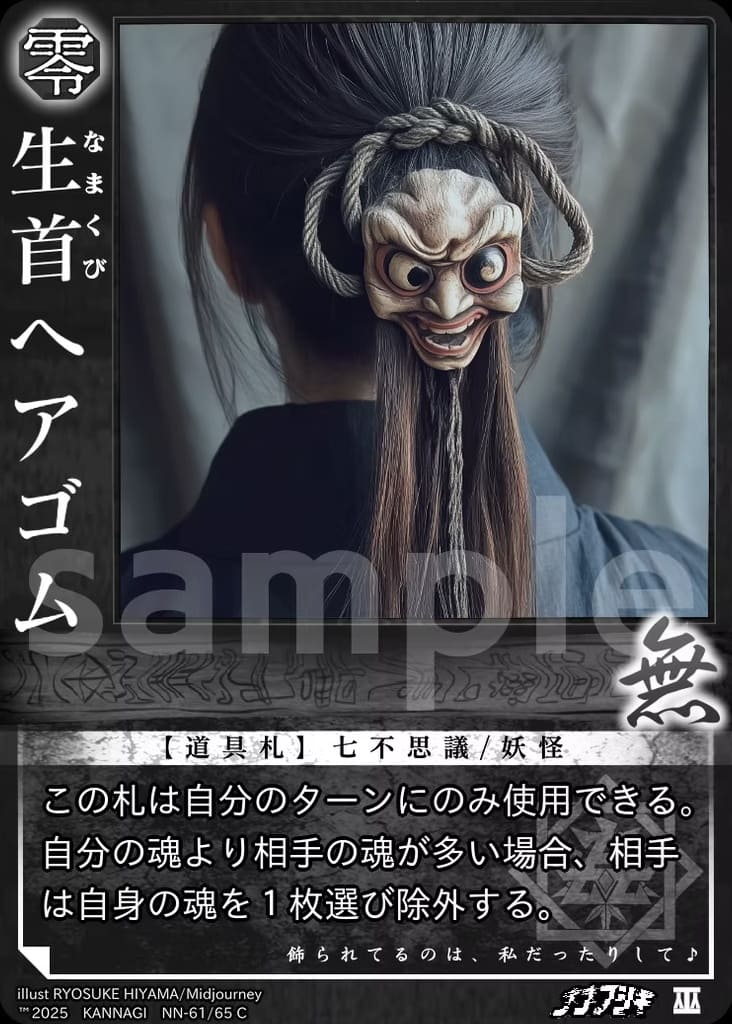 零
生首ヘアゴム
なまくび
sample
無
【道具札】七不思議/妖怪
この札は自分のターンにのみ使用できる。
自分の魂より相手の魂が多い場合、相手
は自身の魂を１枚選び除外する。
飾られてるのは、私だったりして♪
illust RYOSUKE HIYAMA/Midjourney
™2025 KANNAGI NN-61/65 C